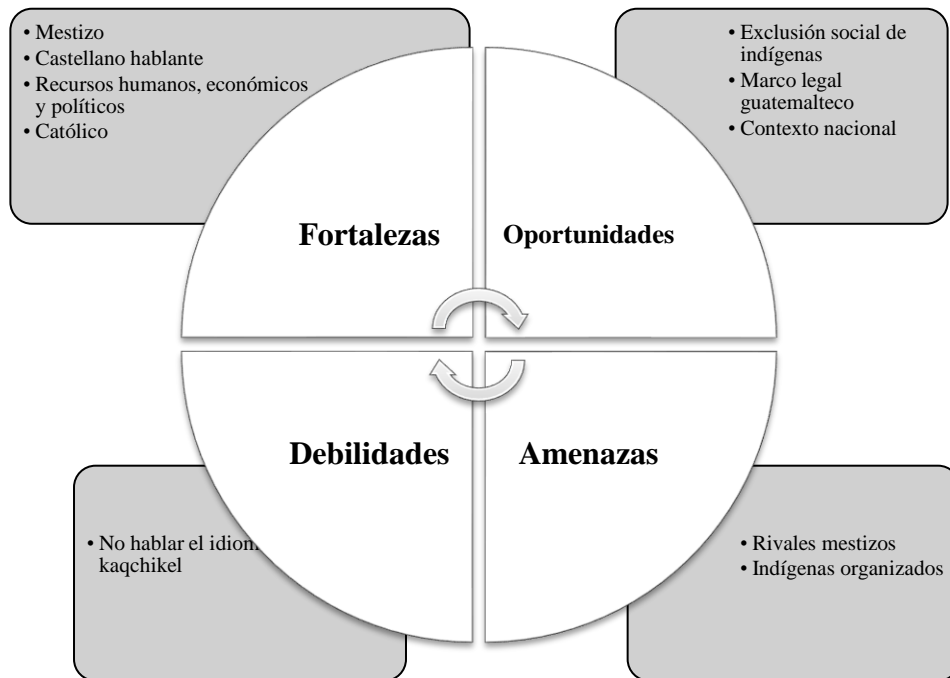 • Mestizo
• Castellano hablante
• Recursos humanos, económicos
y políticos
• Católico
• Exclusión social de
indígenas
• Marco legal
guatemalteco
• Contexto nacional
Fortalezas
Oportunidades
Debilidades
Amenazas
• No hablar el
kaqchikel
• Rivales mestizos
• Indígenas organizados